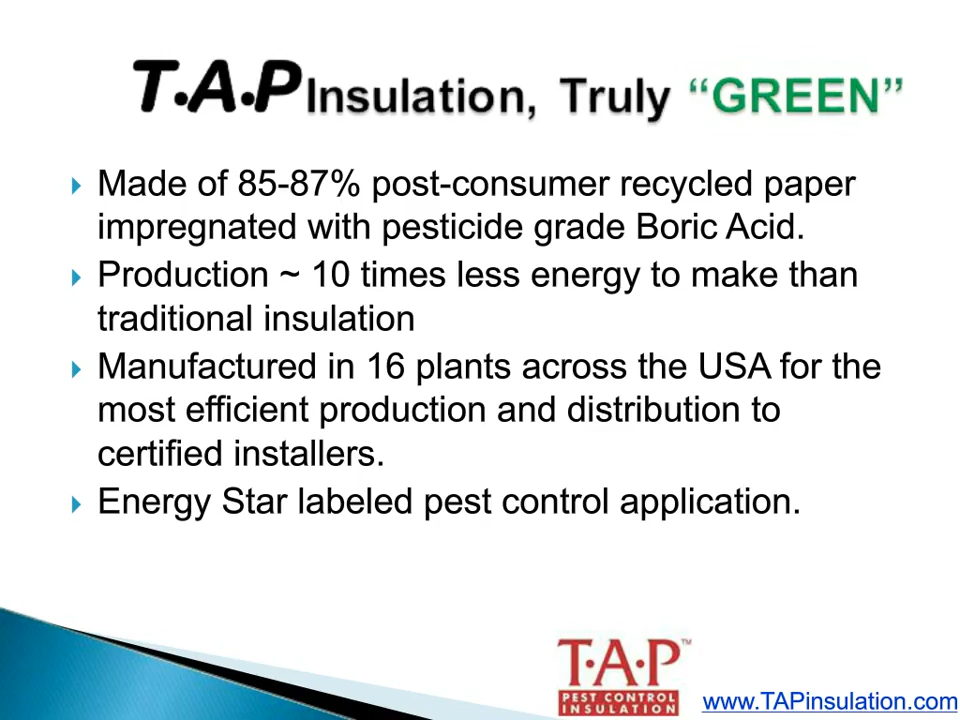 T•A•P Insulation, Truly “GREEN”
Made of 85-87% post-consumer recycled paper
impregnated with pesticide grade Boric Acid.
Production ~ 10 times less energy to make than
traditional insulation
Manufactured in 16 plants across the USA for the
most efficient production and distribution to
certified installers.
Energy Star labeled pest control application.
T•A•P™
PEST CONTROL
INSULATION
www.TAPinsulation.com